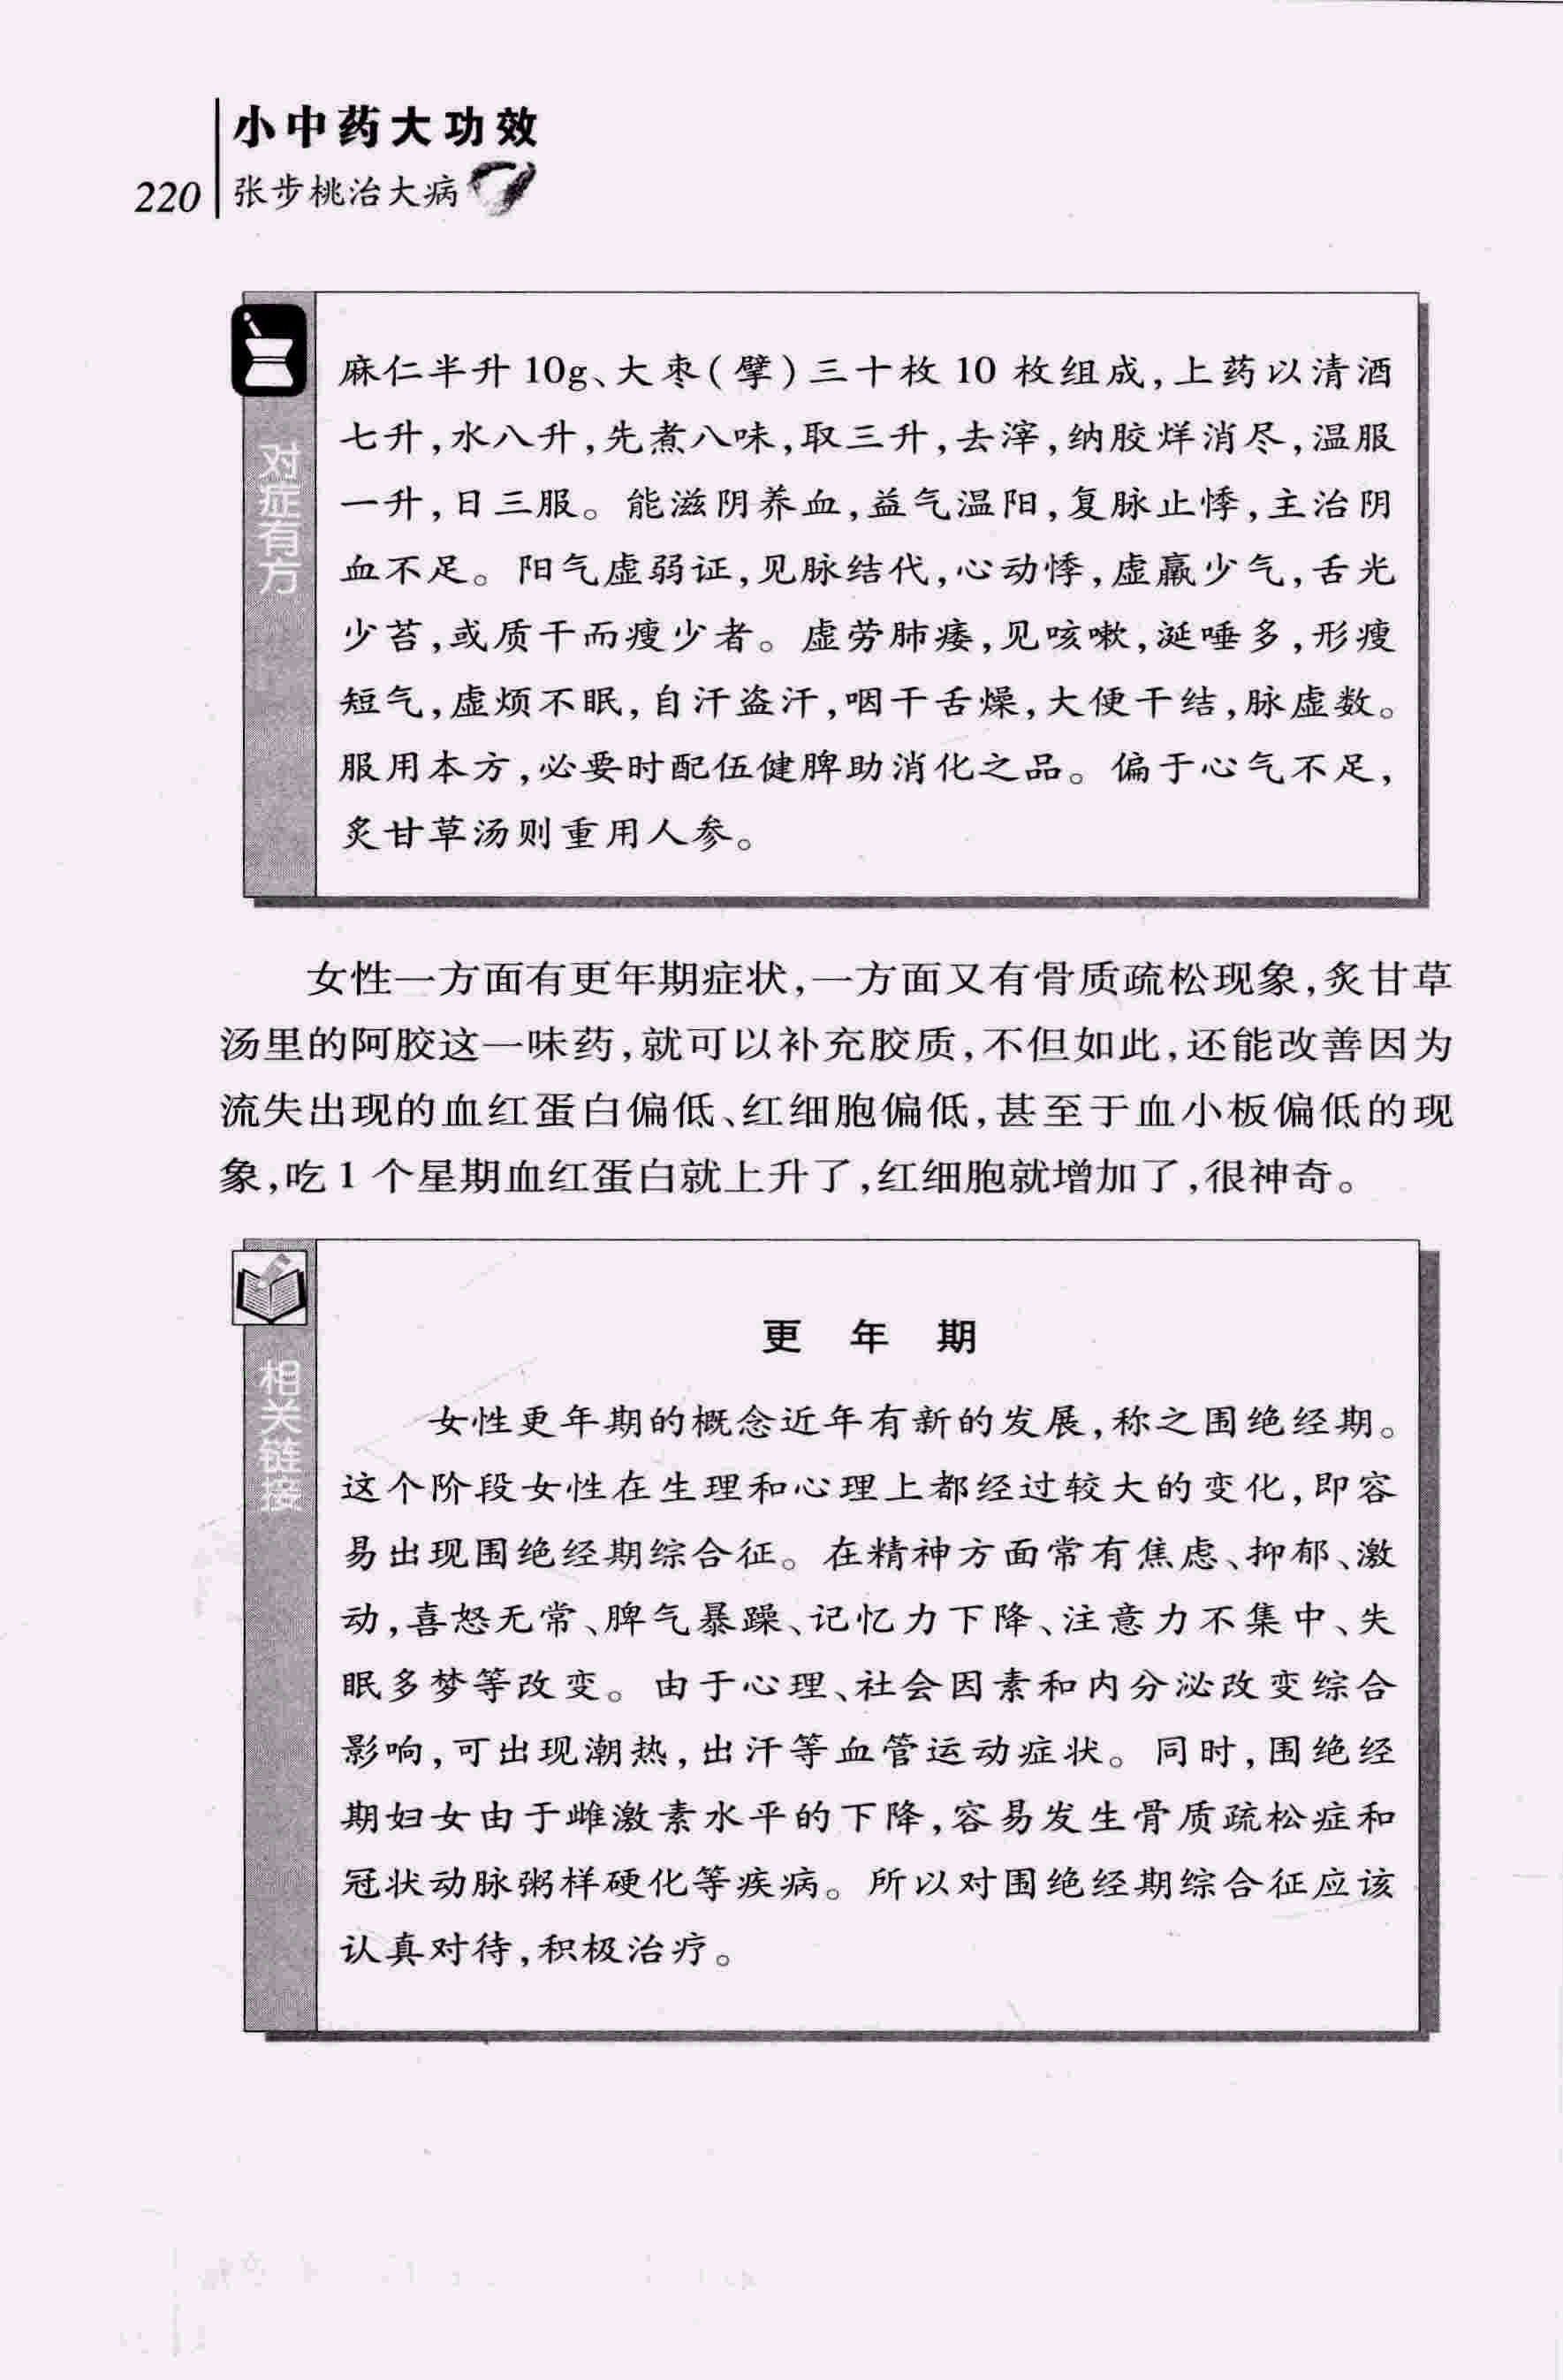 小中药大功效
220 张步桃治大病
对症有方
麻仁半升10g、大枣(擘)三十枚10枚组成,上药以清酒
七升,水八升,先煮八味,取三升,去滓,纳胶烊消尽,温服
一升,日三服。能滋阴养血,益气温阳,复脉止悸,主治阴
血不足。阳气虚弱证,见脉结代,心动悸,虚羸少气,舌光
少苔,或质干而瘦少者。虚劳肺痿,见咳嗽,涎唾多,形瘦
短气,虚烦不眠,自汗盗汗,咽干舌燥,大便干结,脉虚数。
服用本方,必要时配伍健脾助消化之品。偏于心气不足,
炙甘草汤则重用人参。
女性一方面有更年期症状,一方面又有骨质疏松现象,炙甘草
汤里的阿胶这一味药,就可以补充胶质,不但如此,还能改善因为
流失出现的血红蛋白偏低、红细胞偏低,甚至于血小板偏低的现
象,吃1个星期血红蛋白就上升了,红细胞就增加了,很神奇。
相关链接
更年期
女性更年期的概念近年有新的发展,称之围绝经期。
这个阶段女性在生理和心理上都经过较大的变化,即容
易出现围绝经期综合征。在精神方面常有焦虑、抑郁、激
动,喜怒无常、脾气暴躁、记忆力下降、注意力不集中、失
眠多梦等改变。由于心理、社会因素和内分泌改变综合
影响,可出现潮热,出汗等血管运动症状。同时,围绝经
期妇女由于雌激素水平的下降,容易发生骨质疏松症和
冠状动脉粥样硬化等疾病。所以对围绝经期综合征应该
认真对待,积极治疗。